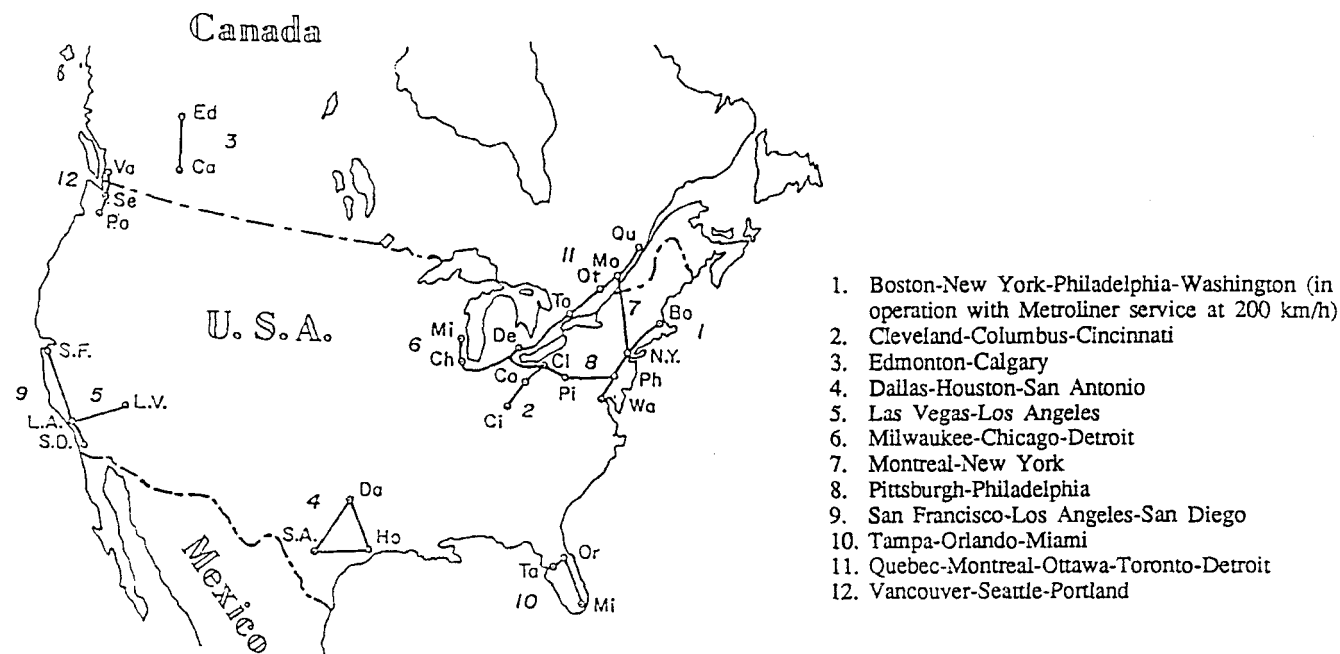 Canada
Ed
3
Ca
Va
12
Se
Po
Qu
11
Mo
Ot
To
7
Bo
1
U.S.A.
Mi
De
6
Ch
Cl
8
N.Y.
S.F.
Co
Pi
Ph
9
5
L.V.
Ci
2
Wa
L.A.
S.D.
Da
4
S.A.
Ho
Or
Ta
10
Mi
Mexico
1. Boston-New York-Philadelphia-Washington (in
operation with Metroliner service at 200 km/h)
2. Cleveland-Columbus-Cincinnati
3. Edmonton-Calgary
4. Dallas-Houston-San Antonio
5. Las Vegas-Los Angeles
6. Milwaukee-Chicago-Detroit
7. Montreal-New York
8. Pittsburgh-Philadelphia
9. San Francisco-Los Angeles-San Diego
10. Tampa-Orlando-Miami
11. Quebec-Montreal-Ottawa-Toronto-Detroit
12. Vancouver-Seattle-Portland